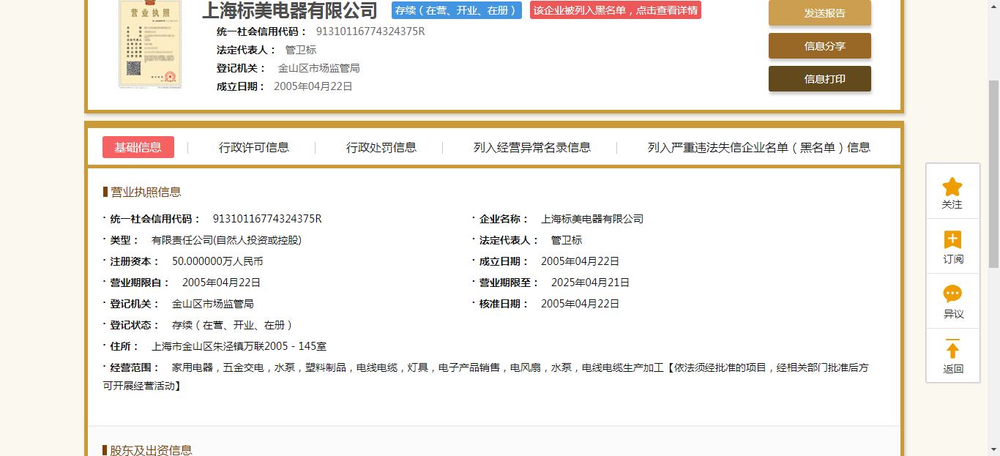 营业执照
上海标美电器有限公司 存续（在营、开业、在册） 该企业被列入黑名单，点击查看详情
统一社会信用代码： 91310116774324375R
法定代表人： 管卫标
登记机关： 金山区市场监管局
成立日期： 2005年04月22日
发送报告
信息分享
信息打印
基础信息 行政许可信息 行政处罚信息 列入经营异常名录信息 列入严重违法失信企业名单（黑名单）信息
营业执照信息
· 统一社会信用代码： 91310116774324375R · 企业名称： 上海标美电器有限公司
· 类型： 有限责任公司(自然人投资或控股) · 法定代表人： 管卫标
· 注册资本： 50.000000万人民币 · 成立日期： 2005年04月22日
· 营业期限自： 2005年04月22日 · 营业期限至： 2025年04月21日
· 登记机关： 金山区市场监管局 · 核准日期： 2005年04月22日
· 登记状态： 存续（在营、开业、在册）
· 住所： 上海市金山区朱泾镇万联2005－145室
· 经营范围： 家用电器，五金交电，水泵，塑料制品，电线电缆，灯具，电子产品销售，电风扇，水泵，电线电缆生产加工【依法须经批准的项目，经相关部门批准后方
可开展经营活动】
股东及出资信息
关注
订阅
异议
返回